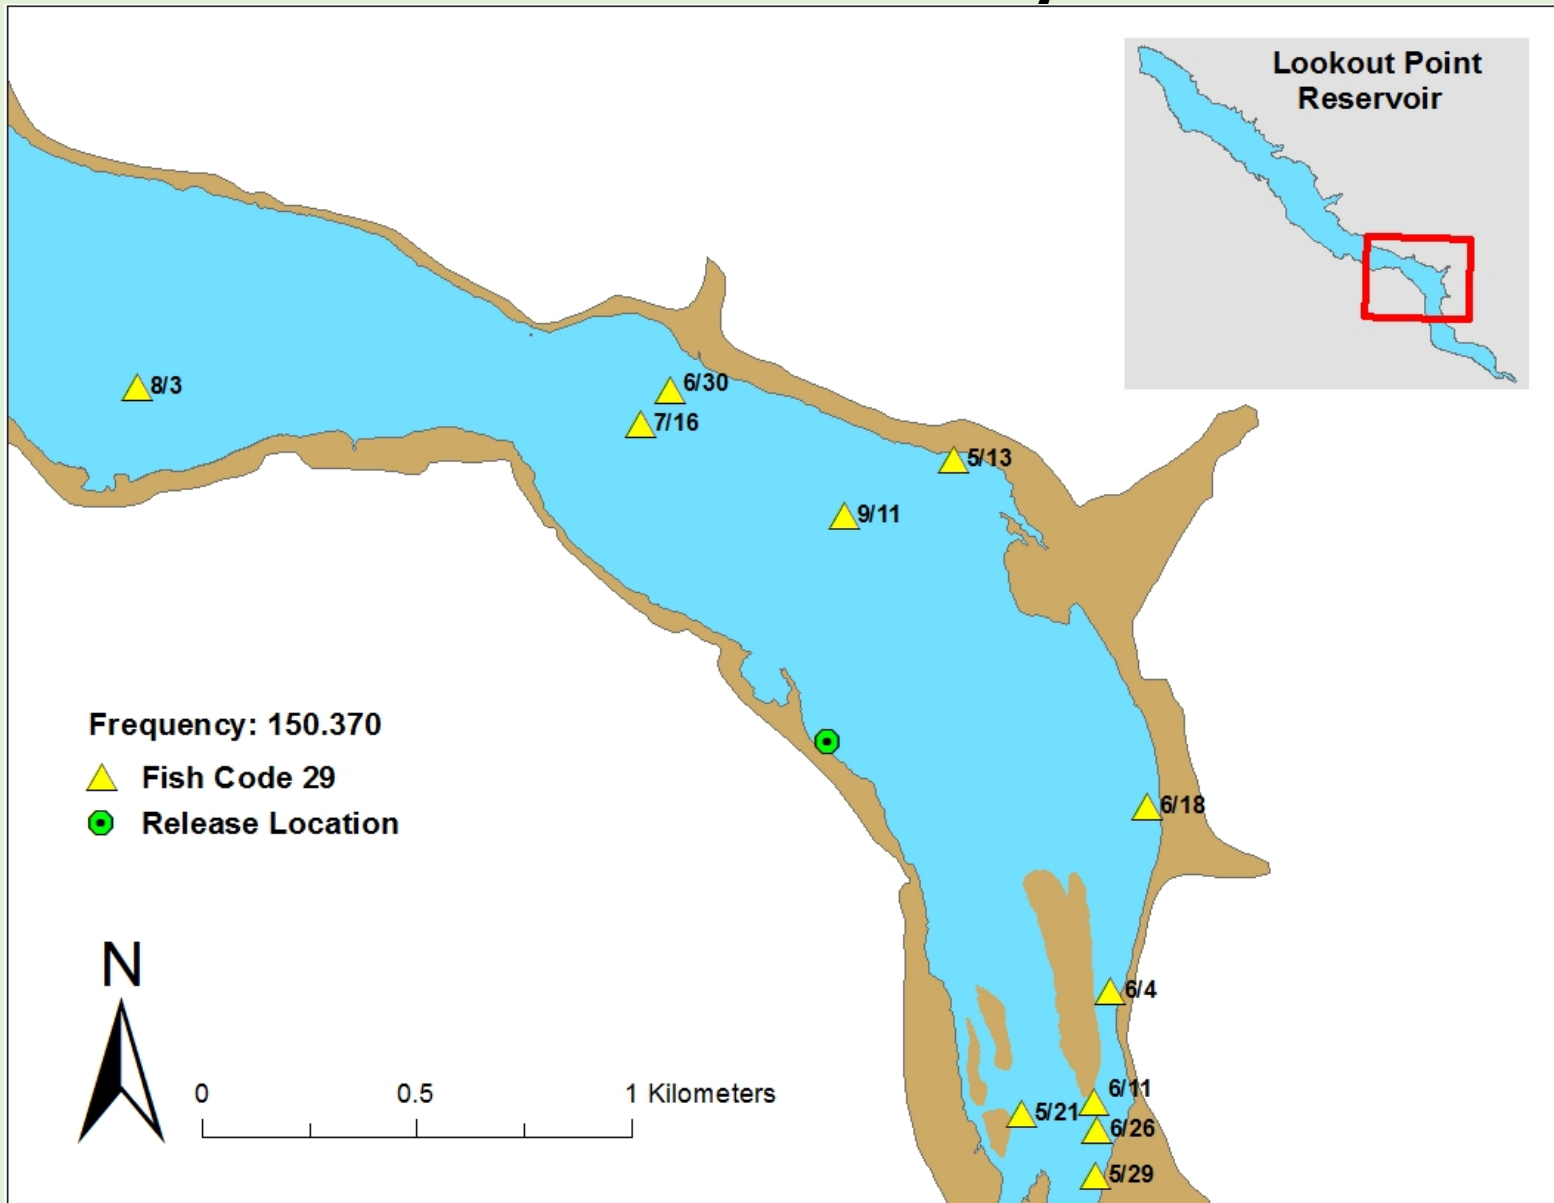 Lookout Point
Reservoir
8/3
6/30
7/16
5/13
9/11
Frequency: 150.370
Fish Code 29
Release Location
6/18
N
6/4
0 0.5 1 Kilometers
6/11
5/21
6/26
5/29